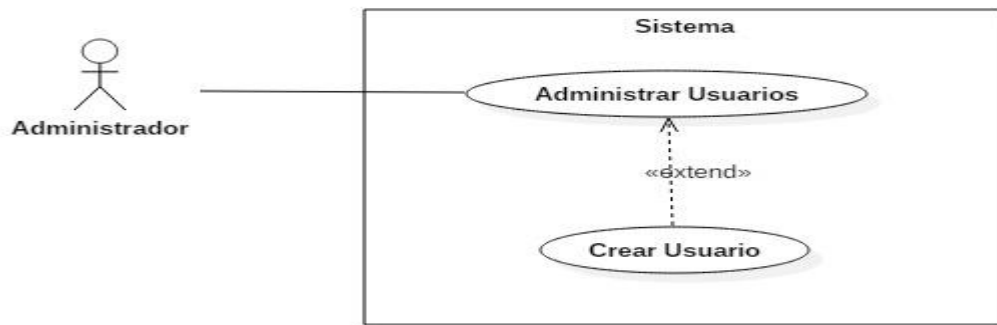 Sistema
Administrar Usuarios
Administrador
«extend»
Crear Usuario